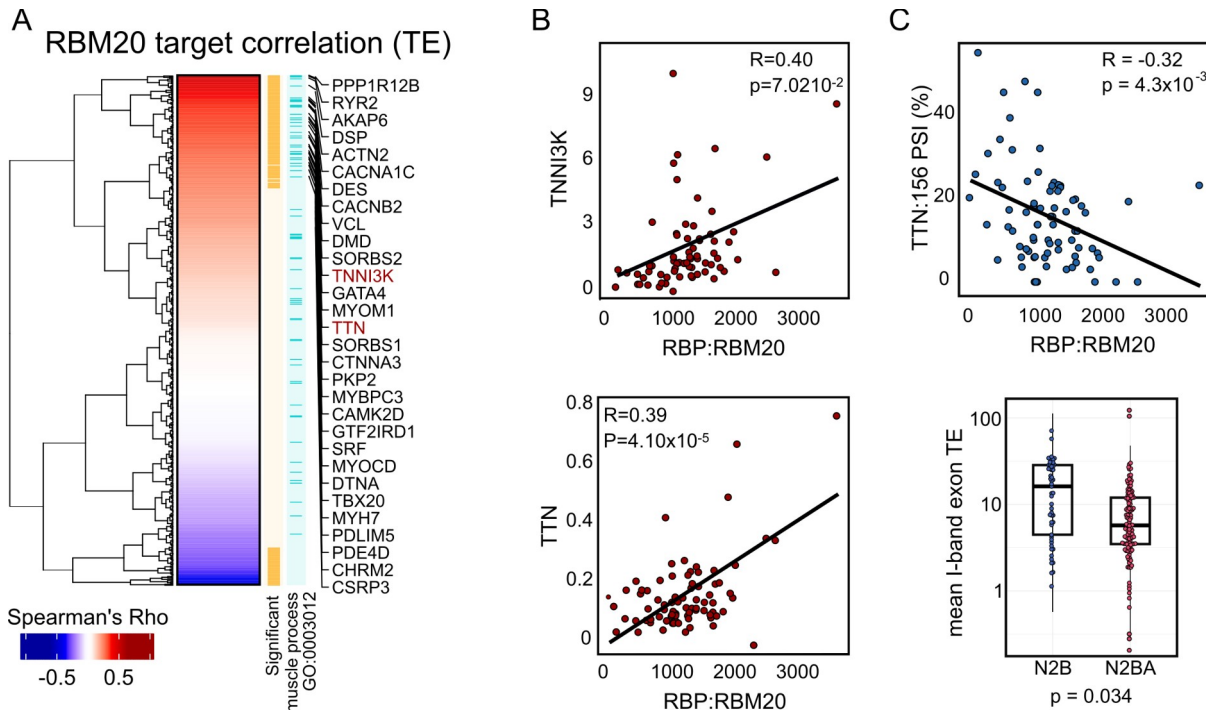 A
RBM20 target correlation (TE)
PPP1R12B
RYR2
AKAP6
DSP
ACTN2
CACNA1C
DES
CACNB2
VCL
DMD
SORBS2
TNNI3K
GATA4
MYOM1
TTN
SORBS1
CTNNA3
PKP2
MYBPC3
CAMK2D
GTF2IRD1
SRF
MYOCD
DTNA
TBX20
MYH7
PDLIM5
PDE4D
CHRM2
CSRP3
Spearman's Rho
-0.5 0.5
Significant
muscle process
GO:00003012
B
R=0.40
p=7.0210-2
TNNI3K
9
6
3
0
0 1000 2000 3000
RBP:RBM20
R=0.39
P=4.10x10-5
TTN
0.8
0.6
0.4
0.2
0
0 1000 2000 3000
RBP:RBM20
C
R = -0.32
p = 4.3x10-3
TTN:156 PSI (%)
40
20
0
0 1000 2000 3000
RBP:RBM20
mean I-band exon TE
100
10
1
N2B N2BA
p = 0.034